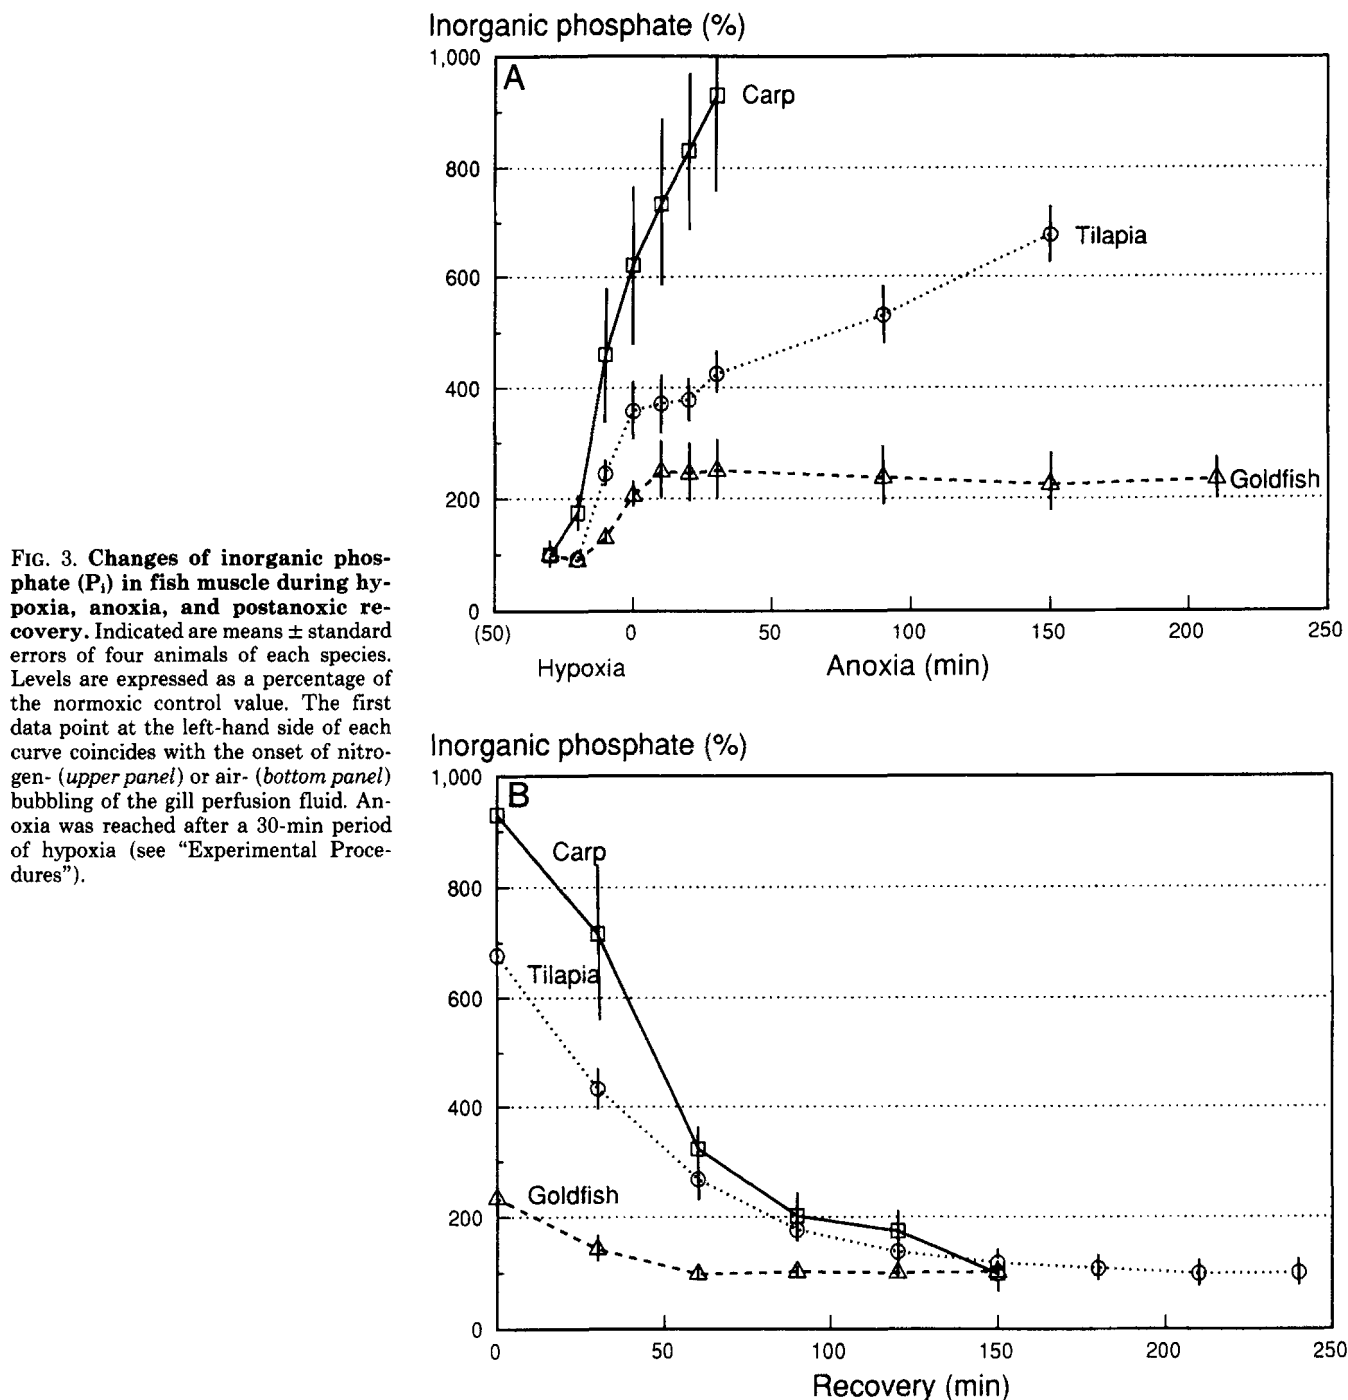 Inorganic phosphate (%)
1,000
A
Carp
800
Tilapia
600
400
Goldfish
200
0
(50)
0
50
100
150
200
250
Hypoxia
Anoxia (min)
FIG. 3. Changes of inorganic phos-
phate (Pi) in fish muscle during hy-
poxia, anoxia, and postanoxic re-
covery. Indicated are means ± standard
errors of four animals of each species.
Levels are expressed as a percentage of
the normoxic control value. The first
data point at the left-hand side of each
curve coincides with the onset of nitro-
gen- (upper panel) or air- (bottom panel)
bubbling of the gill perfusion fluid. An-
oxia was reached after a 30-min period
of hypoxia (see “Experimental Proce-
dures”).
Inorganic phosphate (%)
1,000
B
Carp
800
Tilapia
600
400
Goldfish
200
0
0
50
100
150
200
250
Recovery (min)